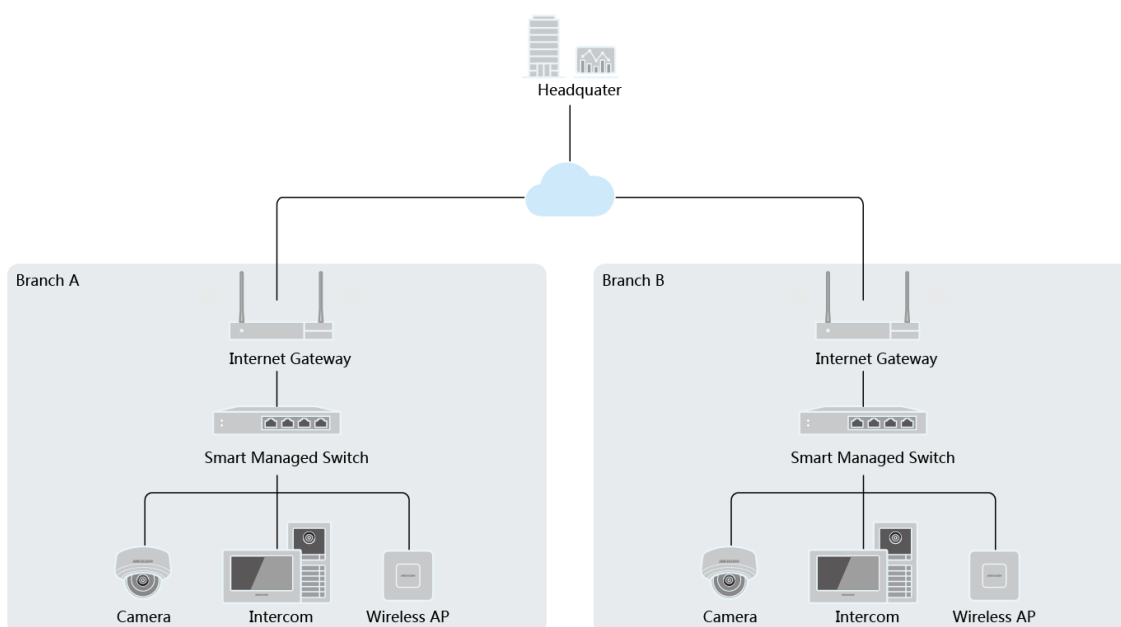 Headquater
Branch A
Branch B
Internet Gateway
Internet Gateway
Smart Managed Switch
Smart Managed Switch
Camera
Intercom
Wireless AP
Camera
Intercom
Wireless AP